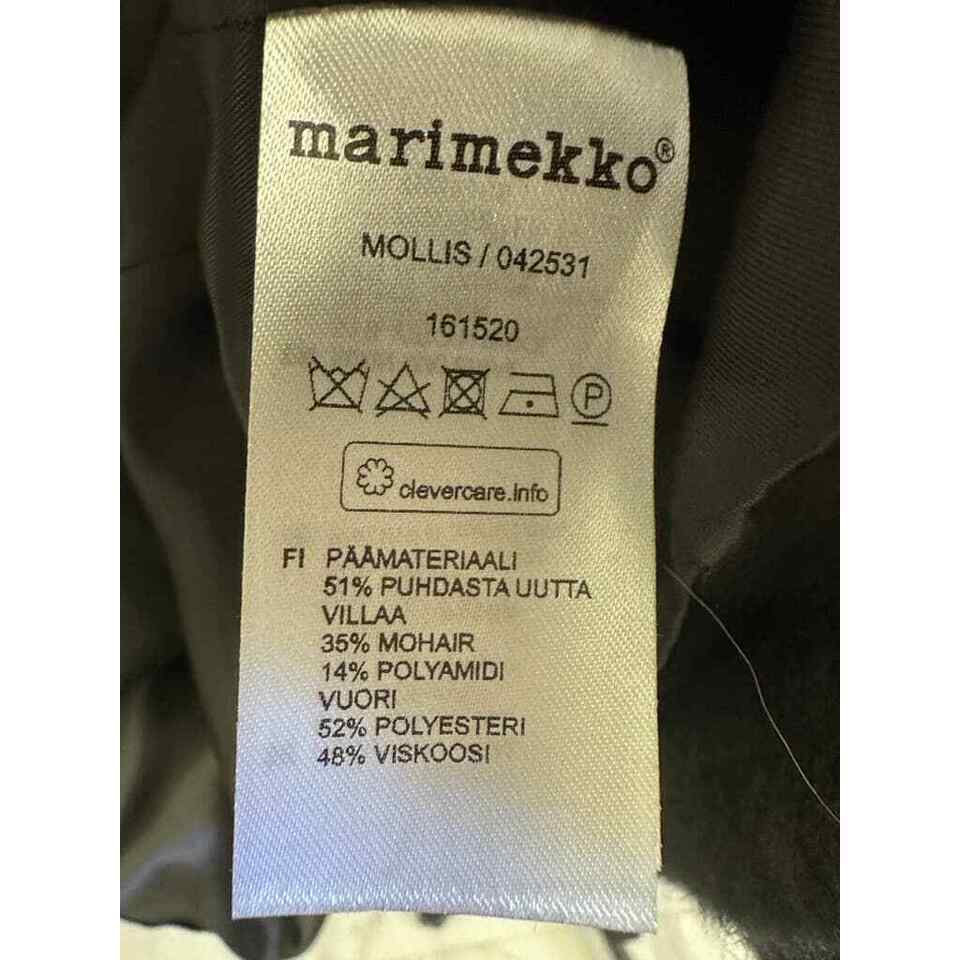 marimekko®
MOLLIS / 042531
161520
P
clevercare.info
FI PÄÄMATERIAALI
51% PUHDASTA UUTTA
VILLAA
35% MOHAIR
14% POLYAMIDI
VUORI
52% POLYESTERI
48% VISKOOSI